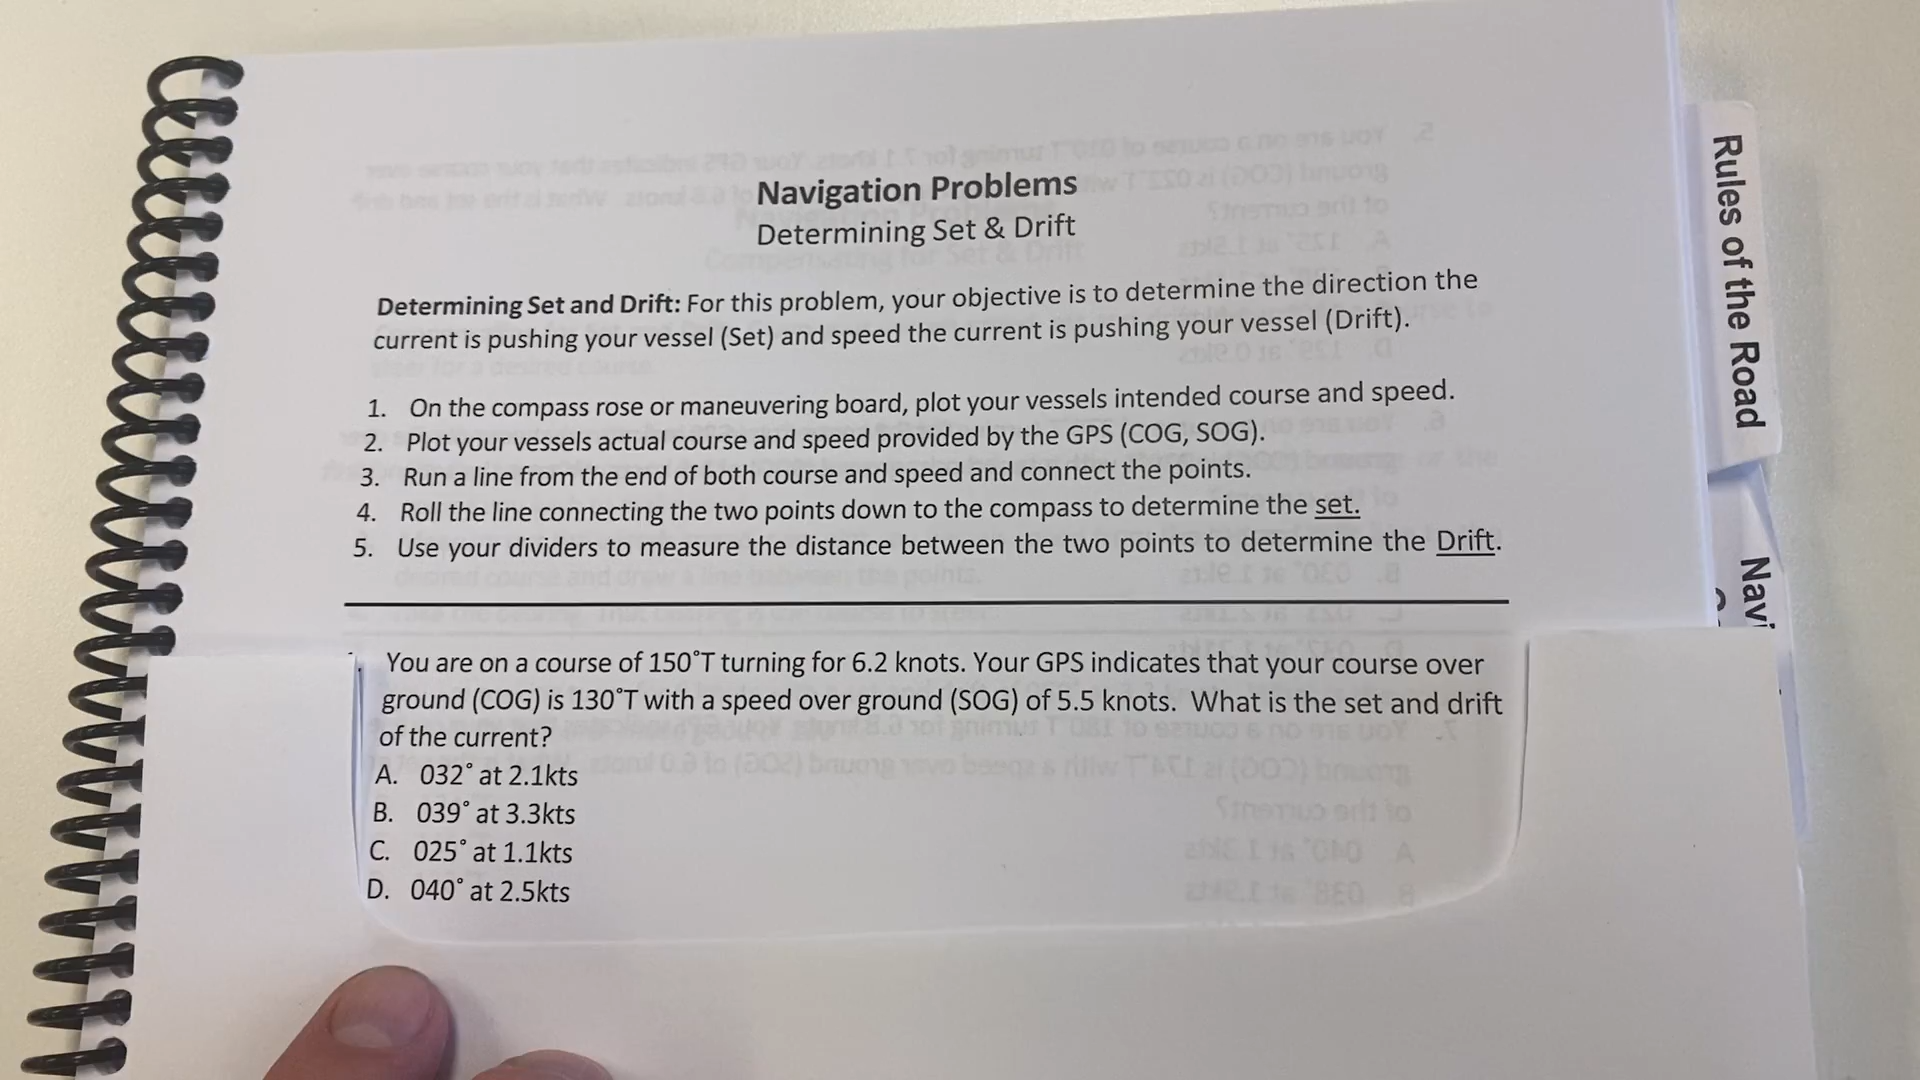 Navigation Problems
Determining Set & Drift
Determining Set and Drift: For this problem, your objective is to determine the direction the
current is pushing your vessel (Set) and speed the current is pushing your vessel (Drift).
1. On the compass rose or maneuvering board, plot your vessels intended course and speed.
2. Plot your vessels actual course and speed provided by the GPS (COG, SOG).
3. Run a line from the end of both course and speed and connect the points.
4. Roll the line connecting the two points down to the compass to determine the set.
5. Use your dividers to measure the distance between the two points to determine the Drift.
You are on a course of 150°T turning for 6.2 knots. Your GPS indicates that your course over
ground (COG) is 130°T with a speed over ground (SOG) of 5.5 knots. What is the set and drift
of the current?
A. 032° at 2.1kts
B. 039° at 3.3kts
C. 025° at 1.1kts
D. 040° at 2.5kts
Rules of the Road
Navi